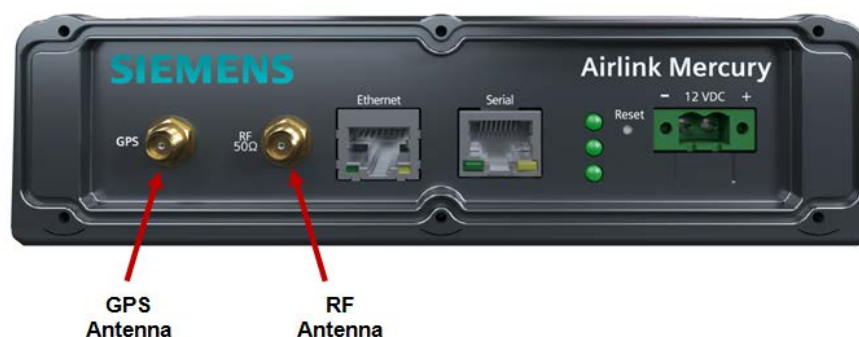 SIEMENS
Airlink Mercury
Ethernet
Serial
Reset
- 12 VDC +
GPS
RF
50Ω
GPS
Antenna
RF
Antenna